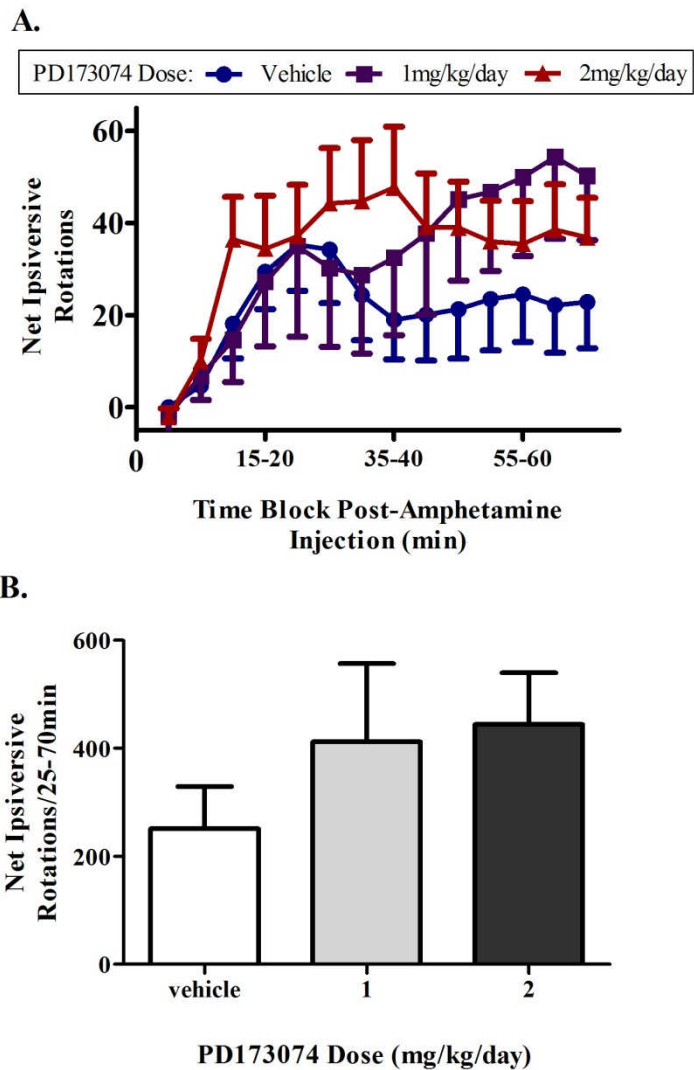 A.
PD173074 Dose: Vehicle 1mg/kg/day 2mg/kg/day
60
40
20
0
Net Ipsiversive
Rotations
0 15-20 35-40 55-60
Time Block Post-Amphetamine
Injection (min)
B.
600
400
200
0
Net Ipsiversive
Rotations/25-70min
vehicle 1 2
PD173074 Dose (mg/kg/day)